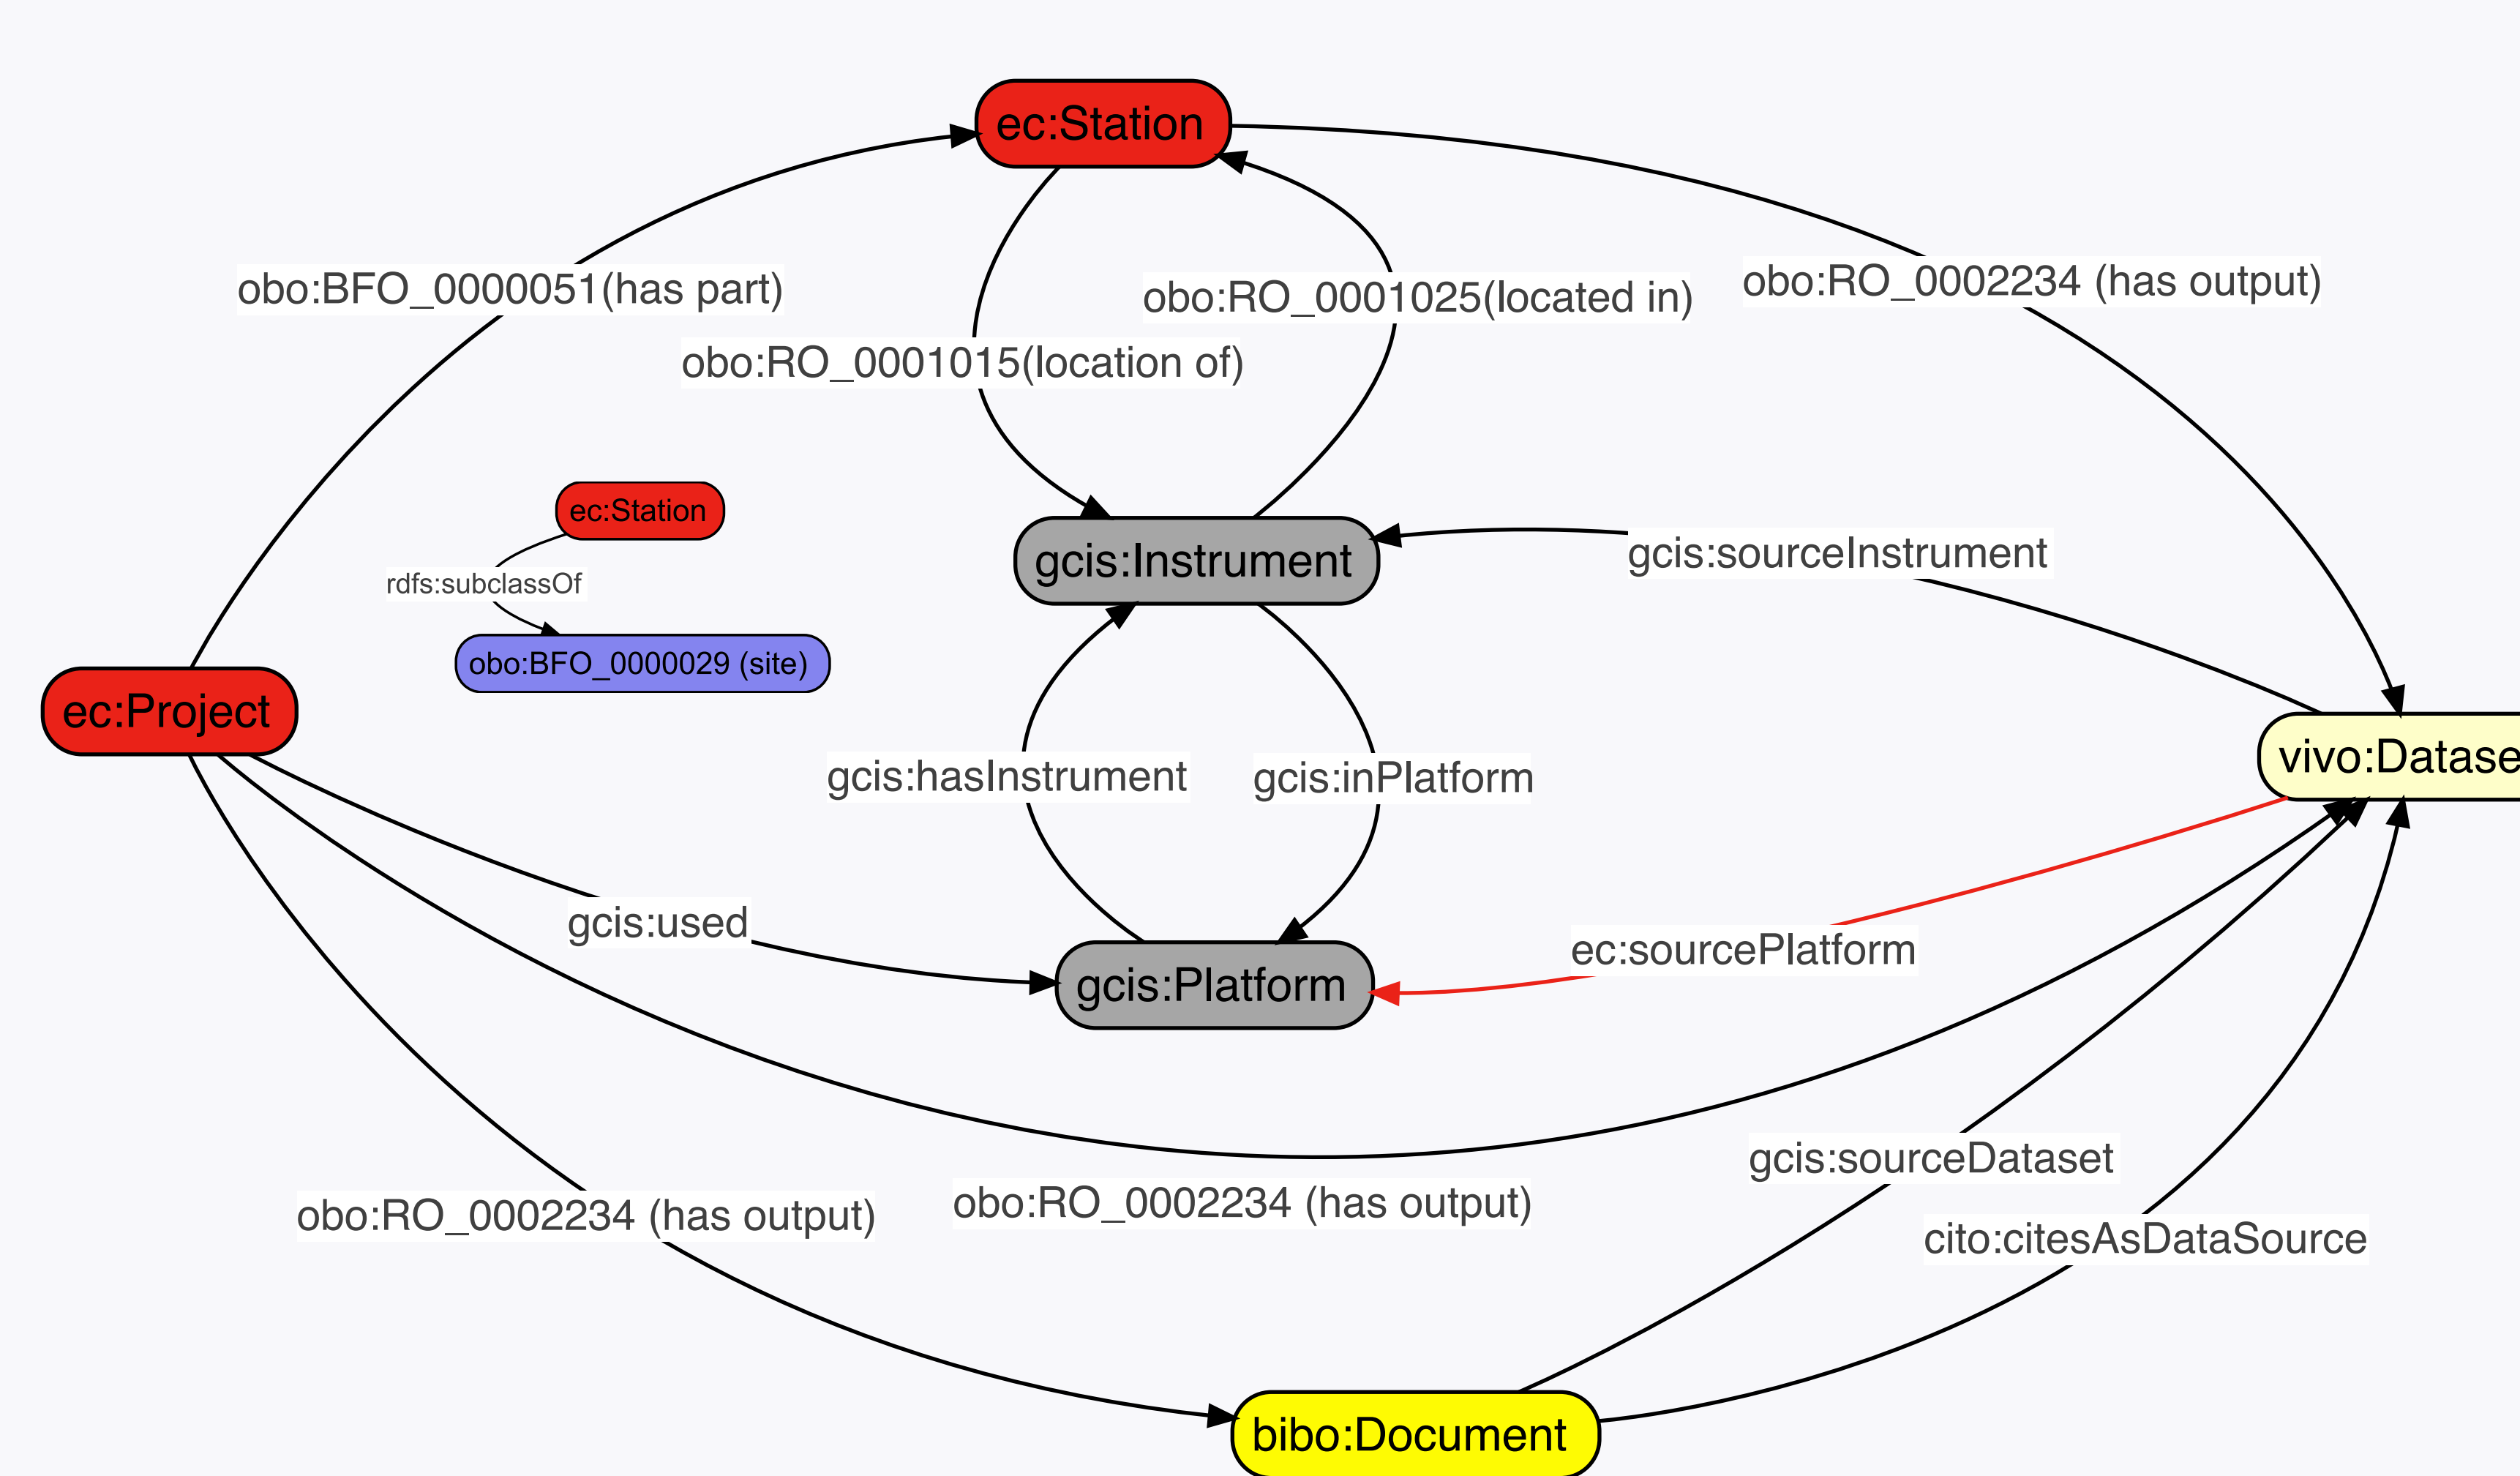 ec:Station
obo:BFO_0000051(has part)
obo:RO_0001025(located in)
obo:RO_0002234 (has output)
obo:RO_0001015(location of)
ec:Station
gcis:Instrument
gcis:sourceInstrument
rdfs:subclassOf
obo:BFO_0000029 (site)
ec:Project
vivo:Datase
gcis:hasInstrument
gcis:inPlatform
gcis:used
ec:sourcePlatform
gcis:Platform
gcis:sourceDataset
obo:RO_0002234 (has output)
obo:RO_0002234 (has output)
cito:citesAsDataSource
bibo:Document